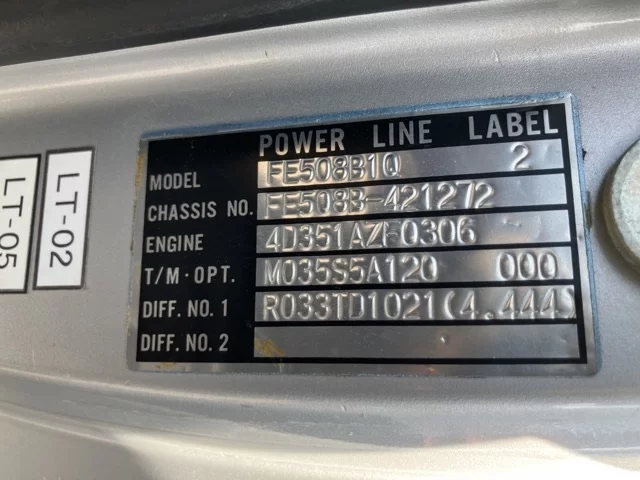 POWER LINE LABEL
MODEL FE508B1Q 2
CHASSIS NO. FE508B-421272
ENGINE 4D351AZF0306
T/M·OPT. M035S5A120 000
DIFF. NO. 1 R033TD1021(4.444)
DIFF. NO. 2
LT-05
LT-02